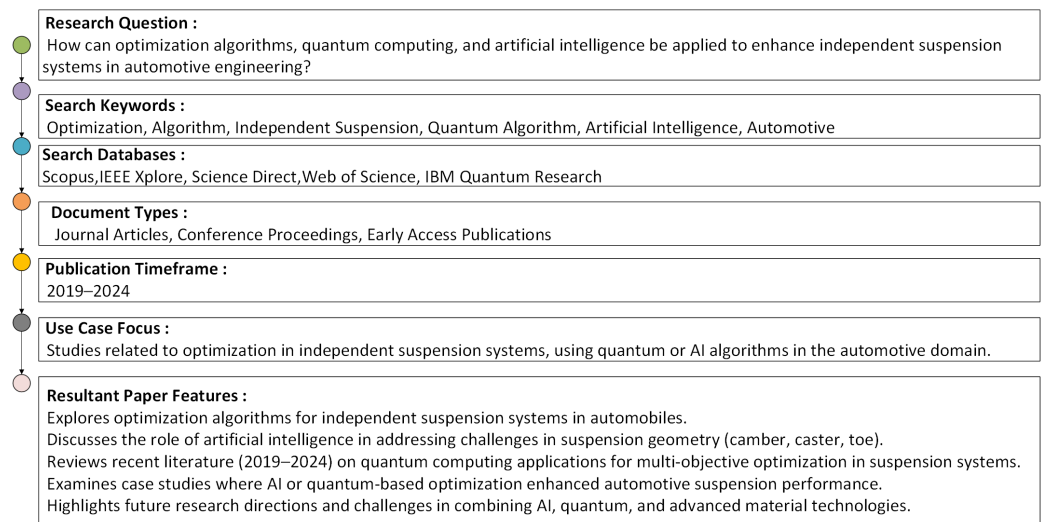 Research Question :
How can optimization algorithms, quantum computing, and artificial intelligence be applied to enhance independent suspension
systems in automotive engineering?
Search Keywords :
Optimization, Algorithm, Independent Suspension, Quantum Algorithm, Artificial Intelligence, Automotive
Search Databases :
Scopus,IEEE Xplore, Science Direct,Web of Science, IBM Quantum Research
Document Types :
Journal Articles, Conference Proceedings, Early Access Publications
Publication Timeframe :
2019–2024
Use Case Focus :
Studies related to optimization in independent suspension systems, using quantum or AI algorithms in the automotive domain.
Resultant Paper Features :
Explores optimization algorithms for independent suspension systems in automobiles.
Discusses the role of artificial intelligence in addressing challenges in suspension geometry (camber, caster, toe).
Reviews recent literature (2019–2024) on quantum computing applications for multi-objective optimization in suspension systems.
Examines case studies where AI or quantum-based optimization enhanced automotive suspension performance.
Highlights future research directions and challenges in combining AI, quantum, and advanced material technologies.